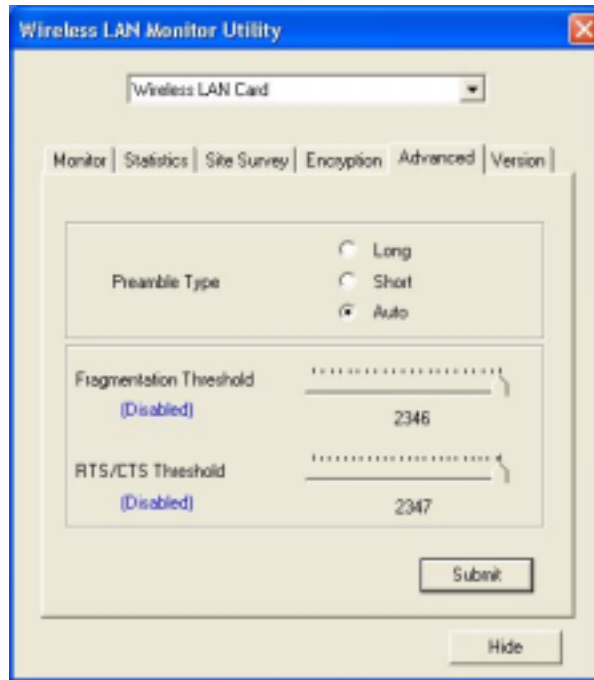 Wireless LAN Monitor Utility
Wireless LAN Card
Monitor Statistics Site Survey Encryption Advanced Version
Long
Preamble Type Short
Auto
Fragmentation Threshold
(Disabled)
2346
RTS/CTS Threshold
(Disabled)
2347
Submit
Hide